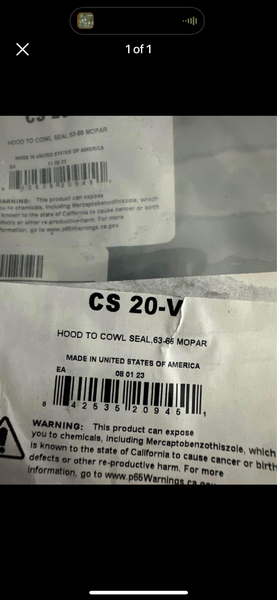 1 of 1
HOOD TO COWL SEAL,63-66 MOPAR
MADE IN UNITED STATES OF AMERICA
EA
WARNING: This product can expose
you to chemicals, including Mercaptobenzothiszole, which
known to the state of California to cause cancer or birth
defects or other re-productive harm. For more
information, go to www.p65Warnings.ca.gov
CS 20-V
HOOD TO COWL SEAL,63-66 MOPAR
MADE IN UNITED STATES OF AMERICA
EA
08 01 23
6 42535 20945 1
WARNING: This product can expose
you to chemicals, including Mercaptobenzothiszole, which
is known to the state of California to cause cancer or birth
defects or other re-productive harm. For more
information, go to www.p65Warnings.ca.gov